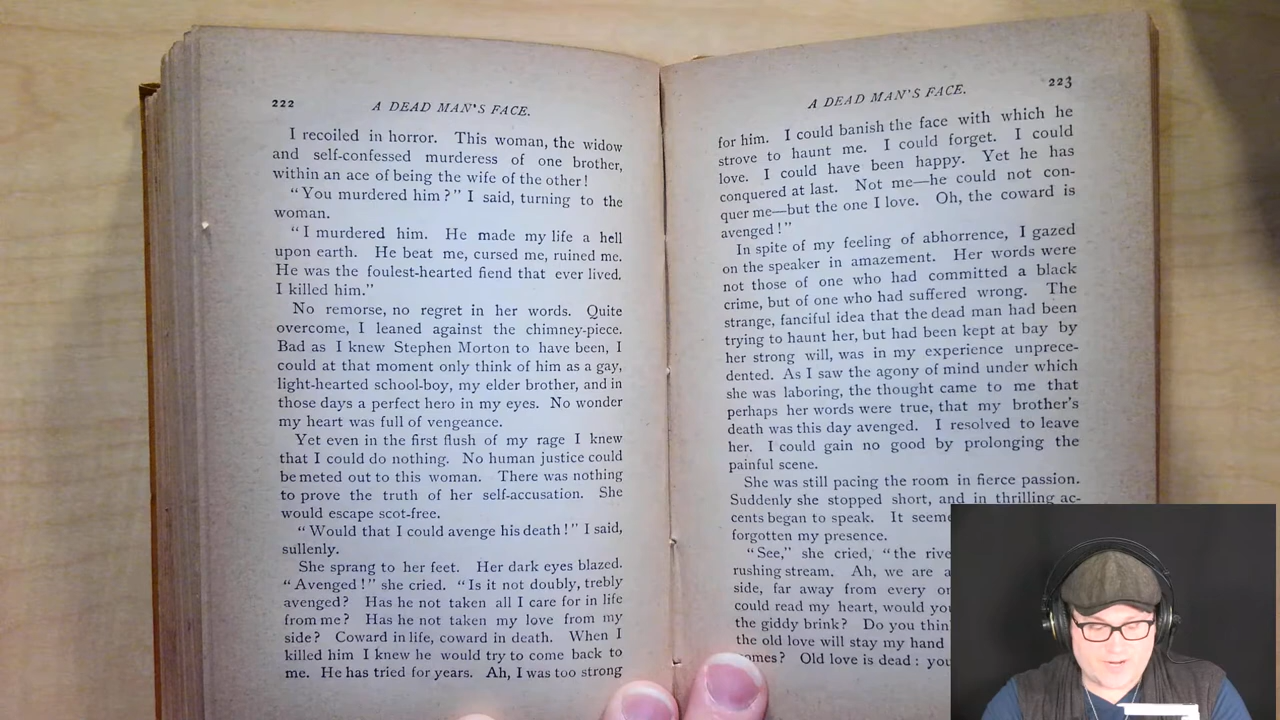 222
A DEAD MAN'S FACE.
I recoiled in horror. This woman, the widow
and self-confessed murderess of one brother,
within an ace of being the wife of the other!
"You murdered him?" I said, turning to the
woman.
"I murdered him. He made my life a hell
upon earth. He beat me, cursed me, ruined me.
He was the foulest-hearted fiend that ever lived.
I killed him."
No remorse, no regret in her words. Quite
overcome, I leaned against the chimney-piece.
Bad as I knew Stephen Morton to have been, I
could at that moment only think of him as a gay,
light-hearted school-boy, my elder brother, and in
those days a perfect hero in my eyes. No wonder
my heart was full of vengeance.
Yet even in the first flush of my rage I knew
that I could do nothing. No human justice could
be meted out to this woman. There was nothing
to prove the truth of her self-accusation. She
would escape scot-free.
"Would that I could avenge his death!" I said,
sullenly.
She sprang to her feet. Her dark eyes blazed.
"Avenged!" she cried. "Is it not doubly, trebly
avenged? Has he not taken all I care for in life
from me? Has he not taken my love from my
side? Coward in life, coward in death. When I
killed him I knew he would try to come back to
me. He has tried for years. Ah, I was too strong
A DEAD MAN'S FACE.
223
for him. I could banish the face with which he
strove to haunt me. I could forget. I could
love. I could have been happy. Yet he has
conquered at last. Not me—he could not con-
quer me—but the one I love. Oh, the coward is
avenged!"
In spite of my feeling of abhorrence, I gazed
on the speaker in amazement. Her words were
not those of one who had committed a black
crime, but of one who had suffered wrong. The
strange, fanciful idea that the dead man had been
trying to haunt her, but had been kept at bay by
her strong will, was in my experience unprece-
dented. As I saw the agony of mind under which
she was laboring, the thought came to me that
perhaps her words were true, that my brother's
death was this day avenged. I resolved to leave
her. I could gain no good by prolonging the
painful scene.
She was still pacing the room in fierce passion.
Suddenly she stopped short, and in thrilling ac-
cents began to speak. It seeme
forgotten my presence.
"See," she cried, "the rive
rushing stream. Ah, we are a
side, far away from every
could read my heart, would
the giddy brink? Do you
the old love will stay my hand
Old love is dead: